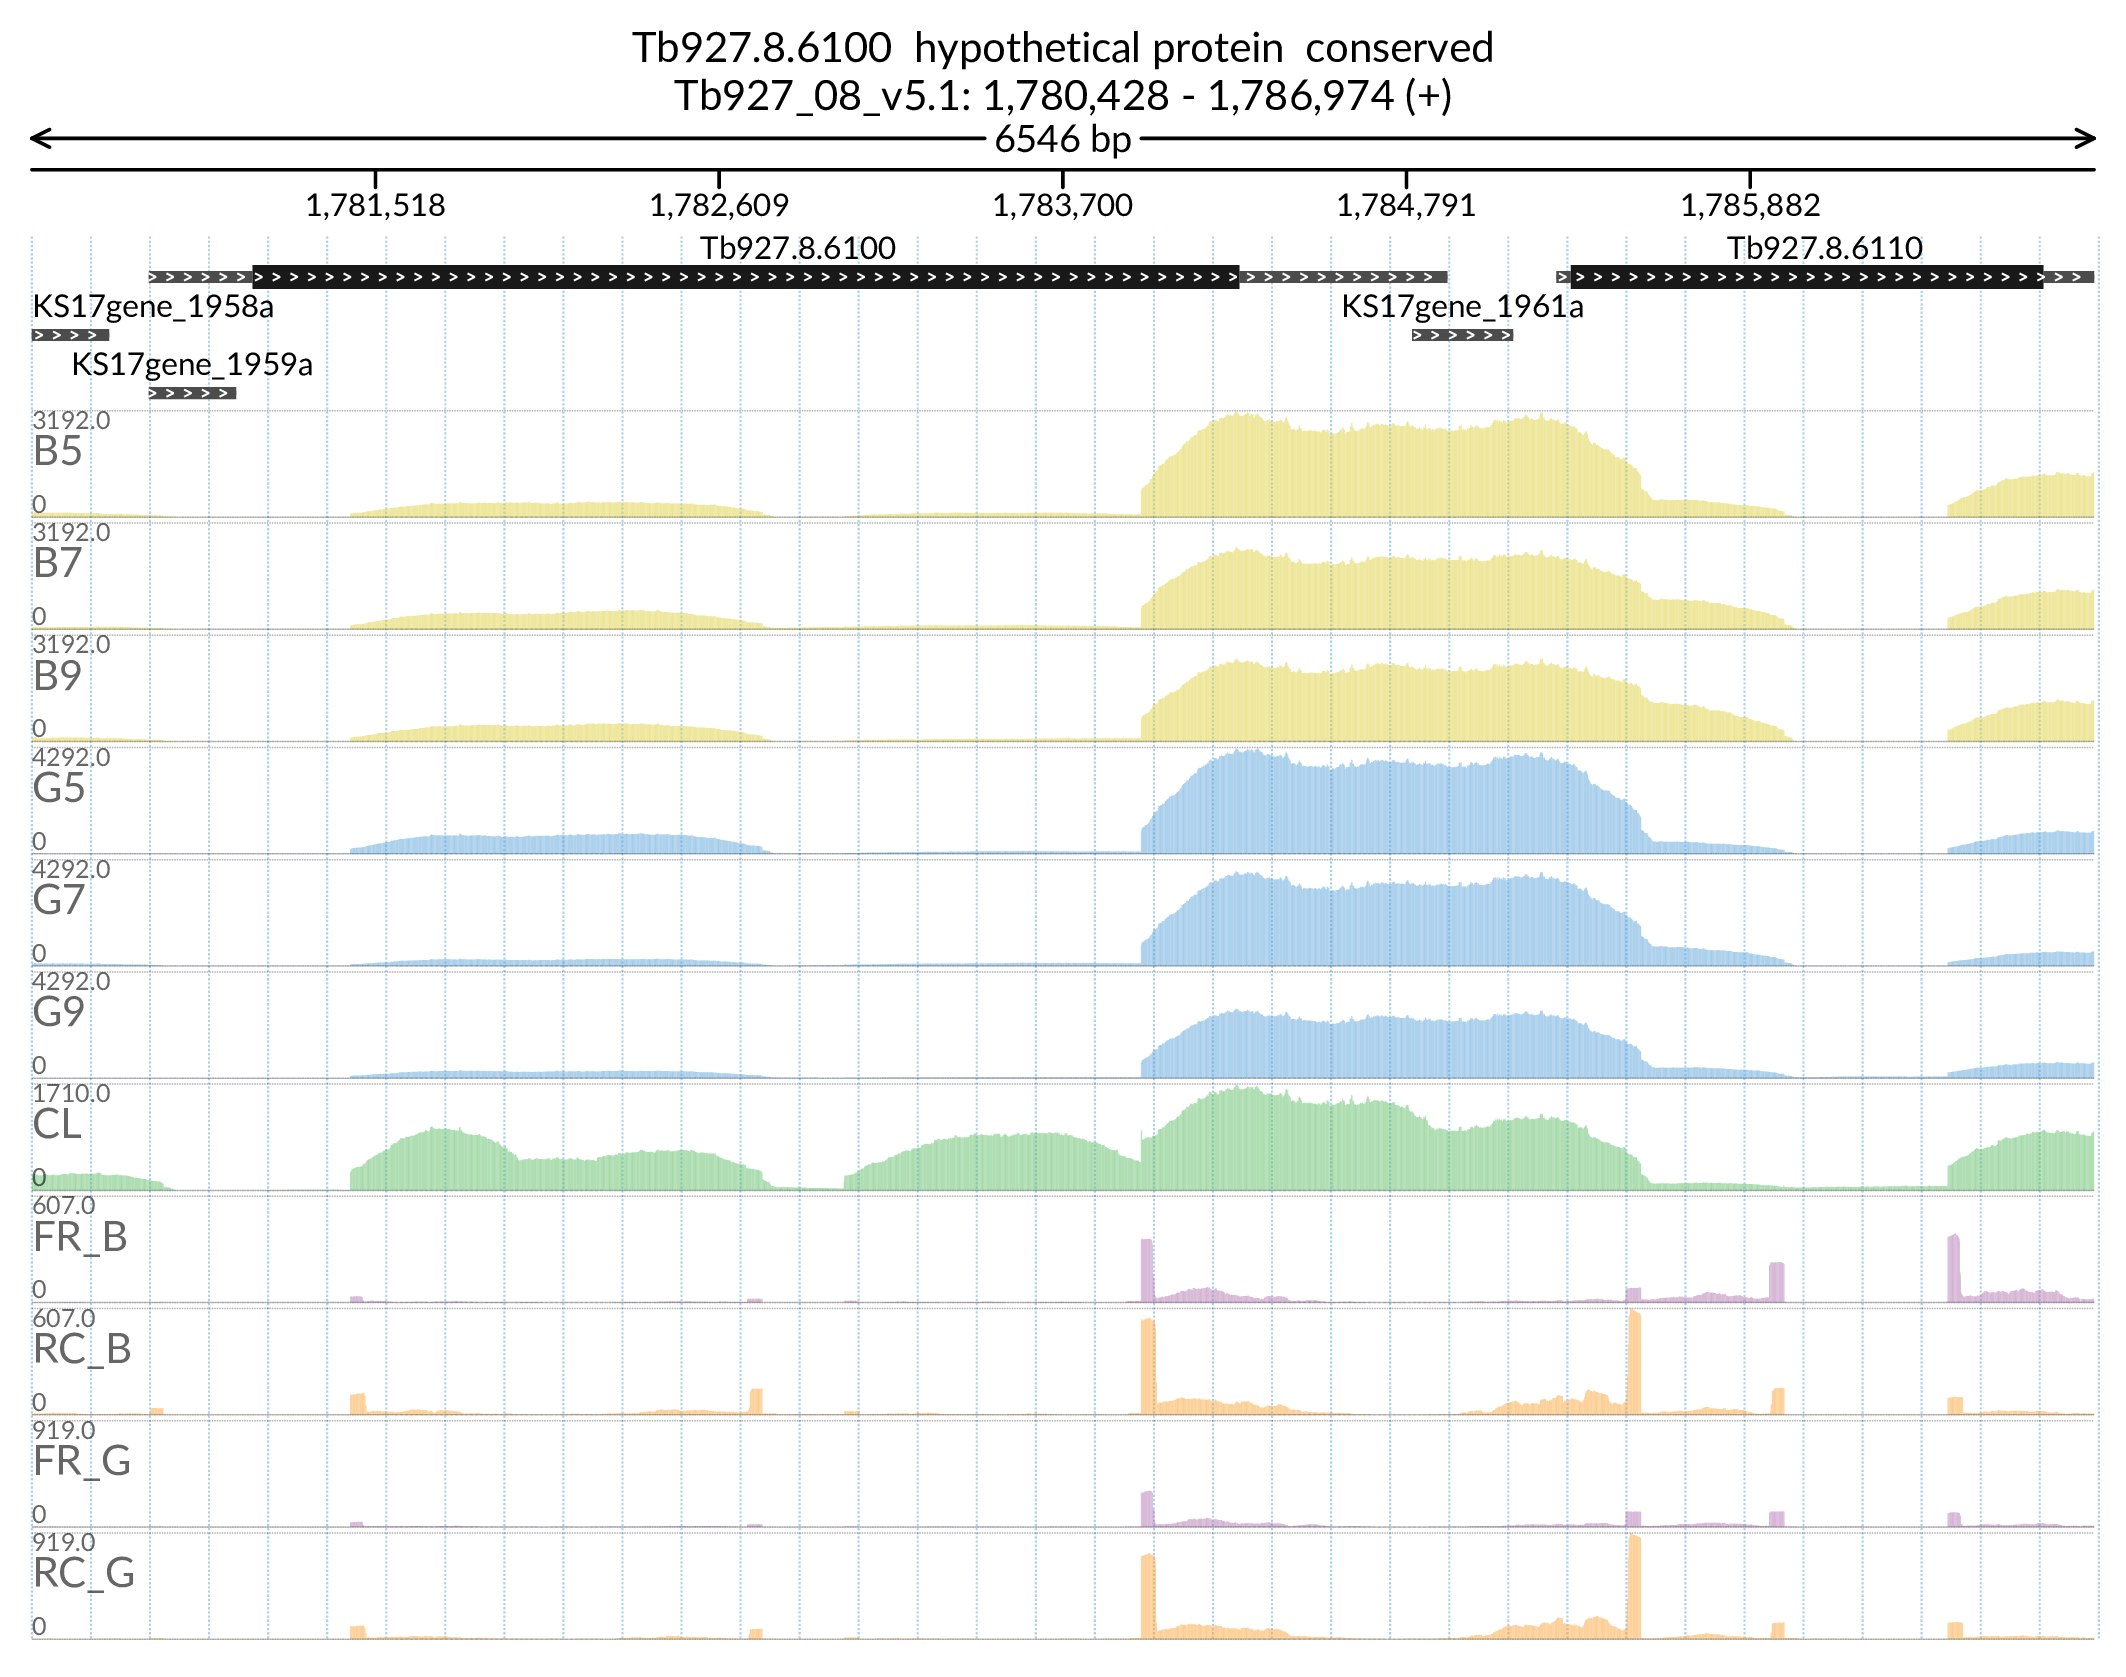 Tb927.8.6100  hypothetical protein  conserved
Tb927_08_v5.1: 1,780,428 - 1,786,974 (+)
6546 bp
1,781,518 1,782,609 1,783,700 1,784,791 1,785,882
Tb927.8.6100 Tb927.8.6110
KS17gene_1958a KS17gene_1961a
KS17gene_1959a
3192.0
B5
0
3192.0
B7
0
3192.0
B9
0
4292.0
G5
0
4292.0
G7
0
4292.0
G9
0
1710.0
CL
0
607.0
FR_B
0
607.0
RC_B
0
919.0
FR_G
0
919.0
RC_G
0